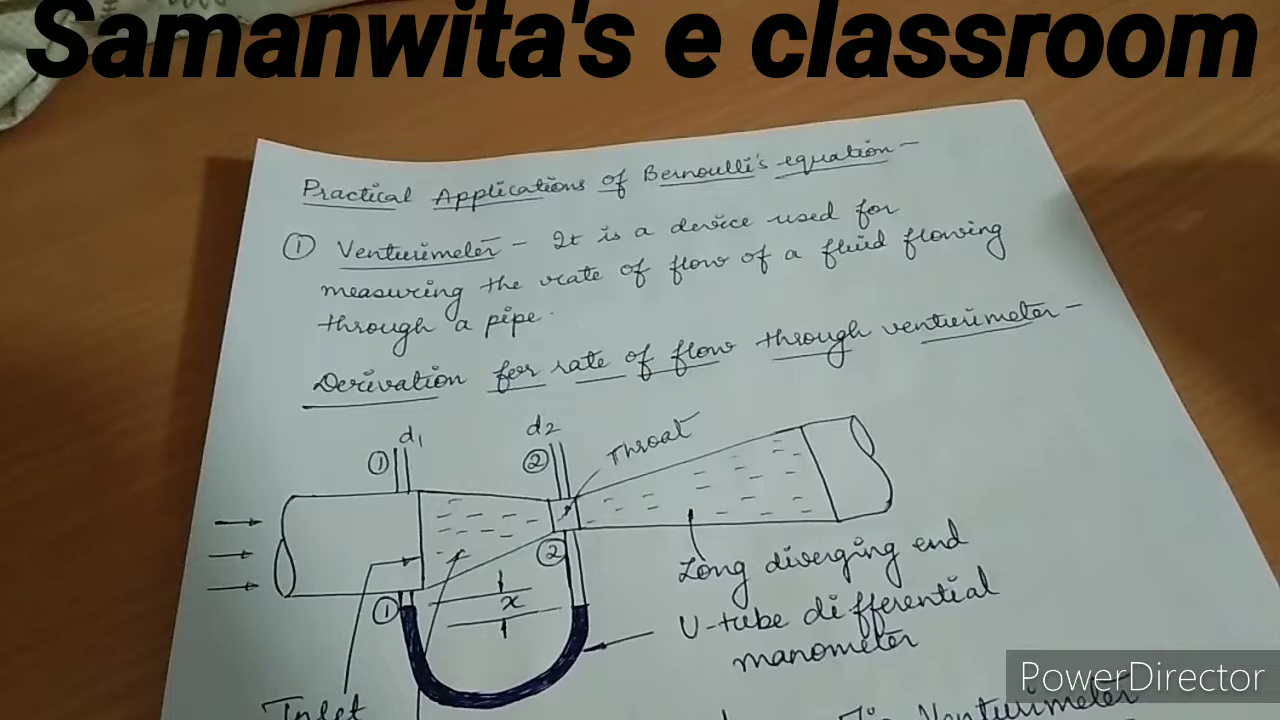 Samanwita's e classroom
Practical Applications of Bernoulli's equation -
① Venturimeter - It is a device used for
measuring the rate of flow of a fluid flowing
through a pipe.
Derivation for rate of flow through venturimeter -
d1
d2
①
②
Throat
②
Long diverging end
①
x
U-tube differential
manometer
Inlet
Venturimeter
PowerDirector